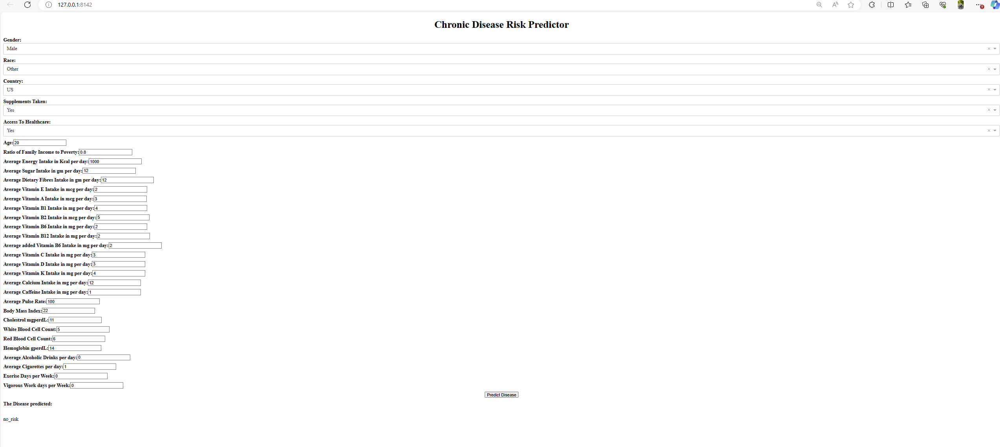 127.0.0.1:8142
Chronic Disease Risk Predictor
Gender:
Male
Race:
Other
Country:
US
Supplements Taken:
Yes
Access To Healthcare:
Yes
Age:20
Ratio of Family Income to Poverty:0.8
Average Energy Intake in Kcal per day:1000
Average Sugar Intake in gm per day:12
Average Dietary Fibres Intake in gm per day:12
Average Vitamin E Intake in mcg per day:2
Average Vitamin A Intake in mcg per day:3
Average Vitamin B1 Intake in mg per day:4
Average Vitamin B2 Intake in mcg per day:5
Average Vitamin B6 Intake in mg per day:2
Average Vitamin B12 Intake in mg per day:2
Average added Vitamin B6 Intake in mg per day:2
Average Vitamin C Intake in mg per day:3
Average Vitamin D Intake in mg per day:3
Average Vitamin K Intake in mg per day:4
Average Calcium Intake in mg per day:12
Average Caffeine Intake in mg per day:1
Average Pulse Rate:100
Body Mass Index:22
Cholestrol mgperdL:11
White Blood Cell Count:5
Red Blood Cell Count:6
Hemoglobin gperdL:14
Average Alcoholic Drinks per day:0
Average Cigarettes per day:1
Exerise Days per Week:0
Vigorous Work days per Week:0
Predict Disease
The Disease predicted:
no_risk